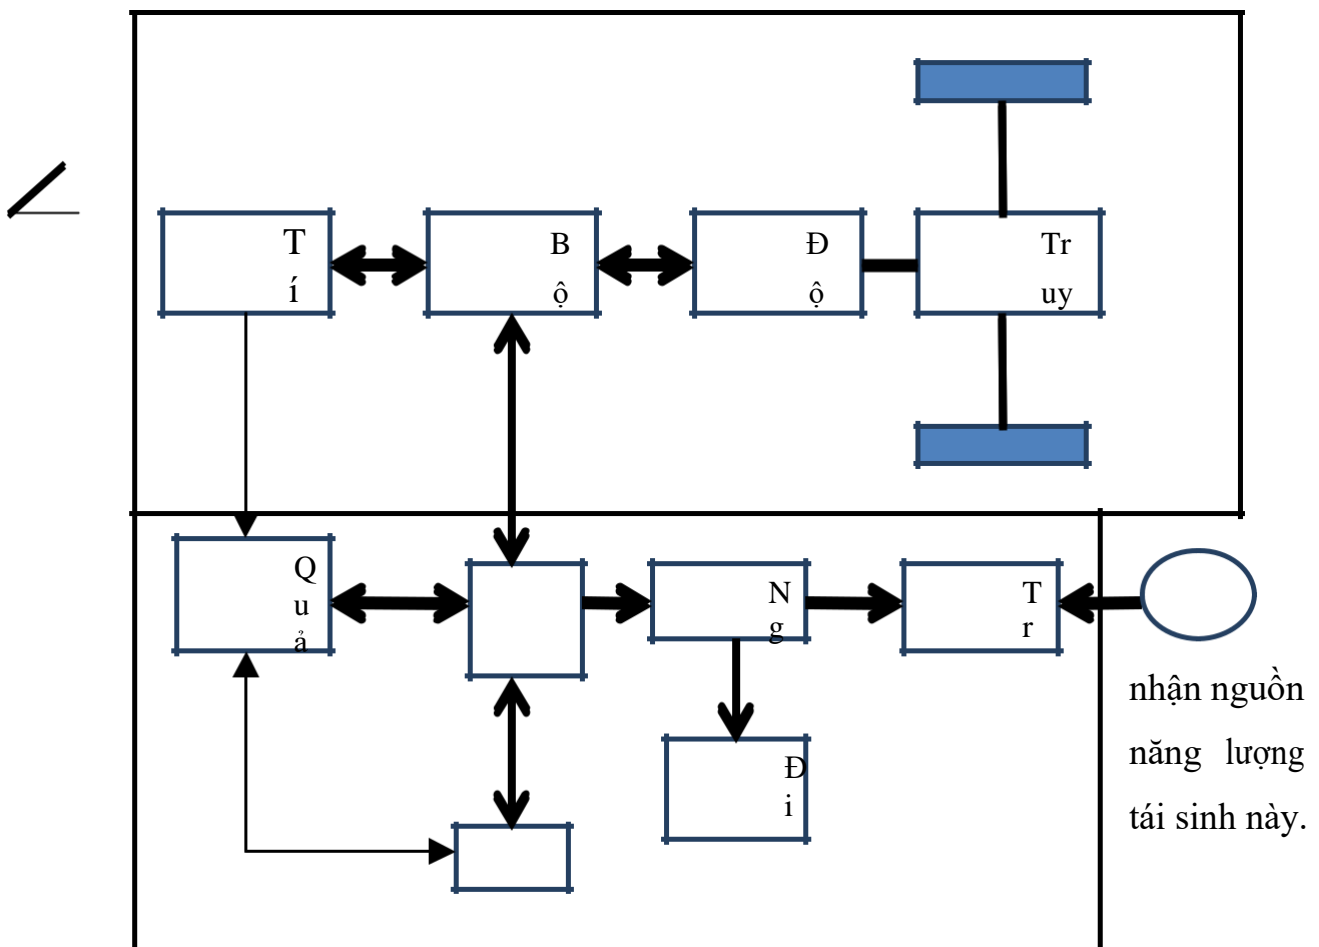 T
í
B
ộ
Đ
ộ
Tr
uy
Q
u
ả
N
g
T
r
Đ
i
nhận nguồn
năng lượng
tái sinh này.